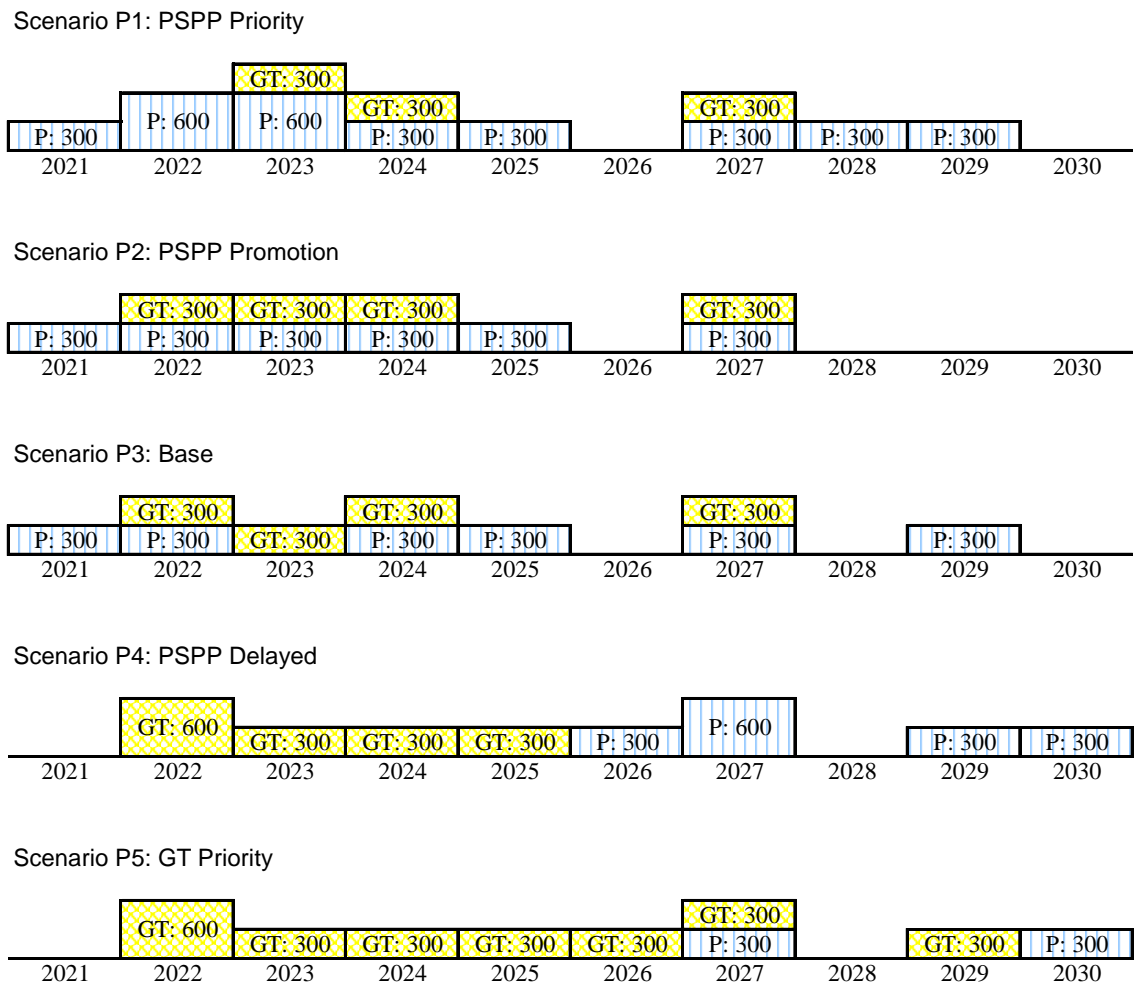 Scenario P1: PSPP Priority
GT: 300
P: 600 P: 600 GT: 300 GT: 300
P: 300 P: 300 P: 300 P: 300 P: 300 P: 300
2021 2022 2023 2024 2025 2026 2027 2028 2029 2030
Scenario P2: PSPP Promotion
GT: 300 GT: 300 GT: 300 GT: 300
P: 300 P: 300 P: 300 P: 300 P: 300 P: 300
2021 2022 2023 2024 2025 2026 2027 2028 2029 2030
Scenario P3: Base
GT: 300 GT: 300 GT: 300
P: 300 P: 300 GT: 300 P: 300 P: 300 P: 300 P: 300
2021 2022 2023 2024 2025 2026 2027 2028 2029 2030
Scenario P4: PSPP Delayed
GT: 600 P: 600
GT: 300 GT: 300 GT: 300 P: 300 P: 300 P: 300
2021 2022 2023 2024 2025 2026 2027 2028 2029 2030
Scenario P5: GT Priority
GT: 600 GT: 300
GT: 300 GT: 300 GT: 300 GT: 300 P: 300 GT: 300 P: 300
2021 2022 2023 2024 2025 2026 2027 2028 2029 2030